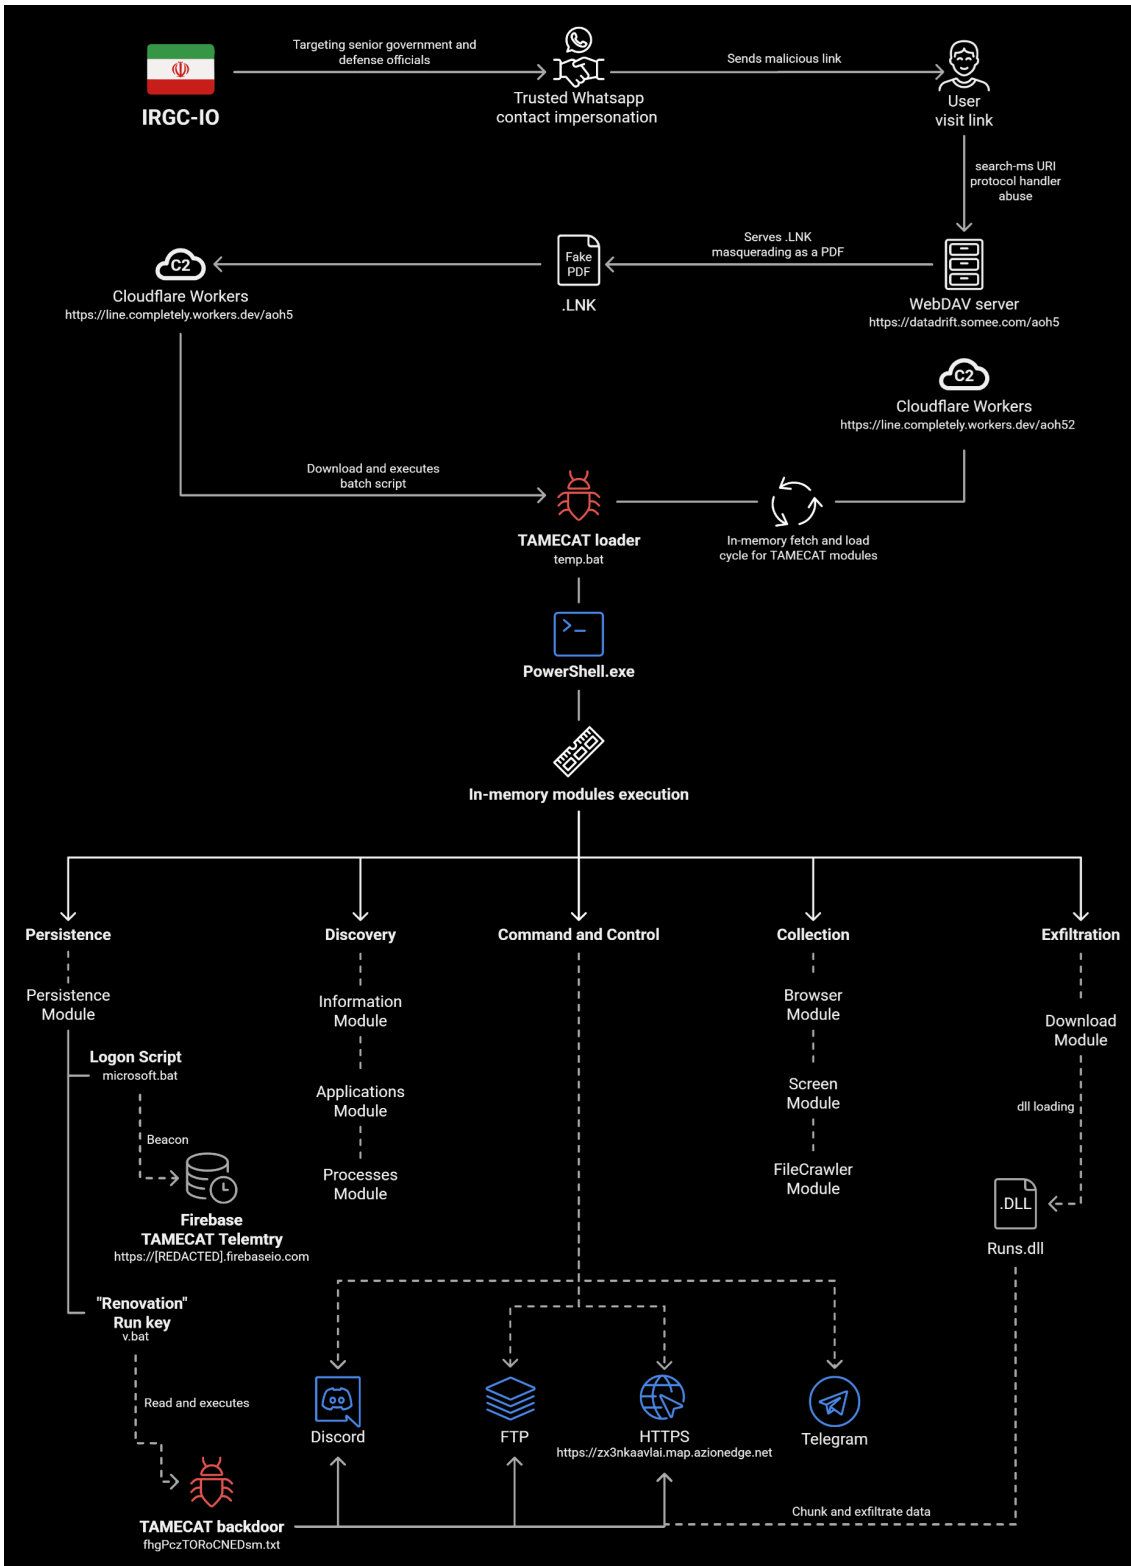 Targeting senior government and
defense officials
IRGC-IO
Trusted Whatsapp
contact impersonation
Sends malicious link
User
visit link
search-ms URI
protocol handler
abuse
WebDAV server
https://datadrift.somee.com/aoh5
Serves .LNK
masquerading as a PDF
Fake
PDF
.LNK
C2
Cloudflare Workers
https://line.completely.workers.dev/aoh5
C2
Cloudflare Workers
https://line.completely.workers.dev/aoh52
Download and executes
batch script
TAMECAT loader
temp.bat
In-memory fetch and load
cycle for TAMECAT modules
PowerShell.exe
In-memory modules execution
Persistence
Discovery
Command and Control
Collection
Exfiltration
Persistence
Module
Logon Script
microsoft.bat
Beacon
Firebase
TAMECAT Telemtry
https://[REDACTED].firebaseio.com
"Renovation"
Run key
v.bat
Read and executes
TAMECAT backdoor
fhgPczTORoCNEDsm.txt
Information
Module
Applications
Module
Processes
Module
Discord
FTP
HTTPS
https://zx3nkaavlai.map.azionedge.net
Telegram
Browser
Module
Screen
Module
FileCrawler
Module
Download
Module
dll loading
.DLL
Runs.dll
Chunk and exfiltrate data